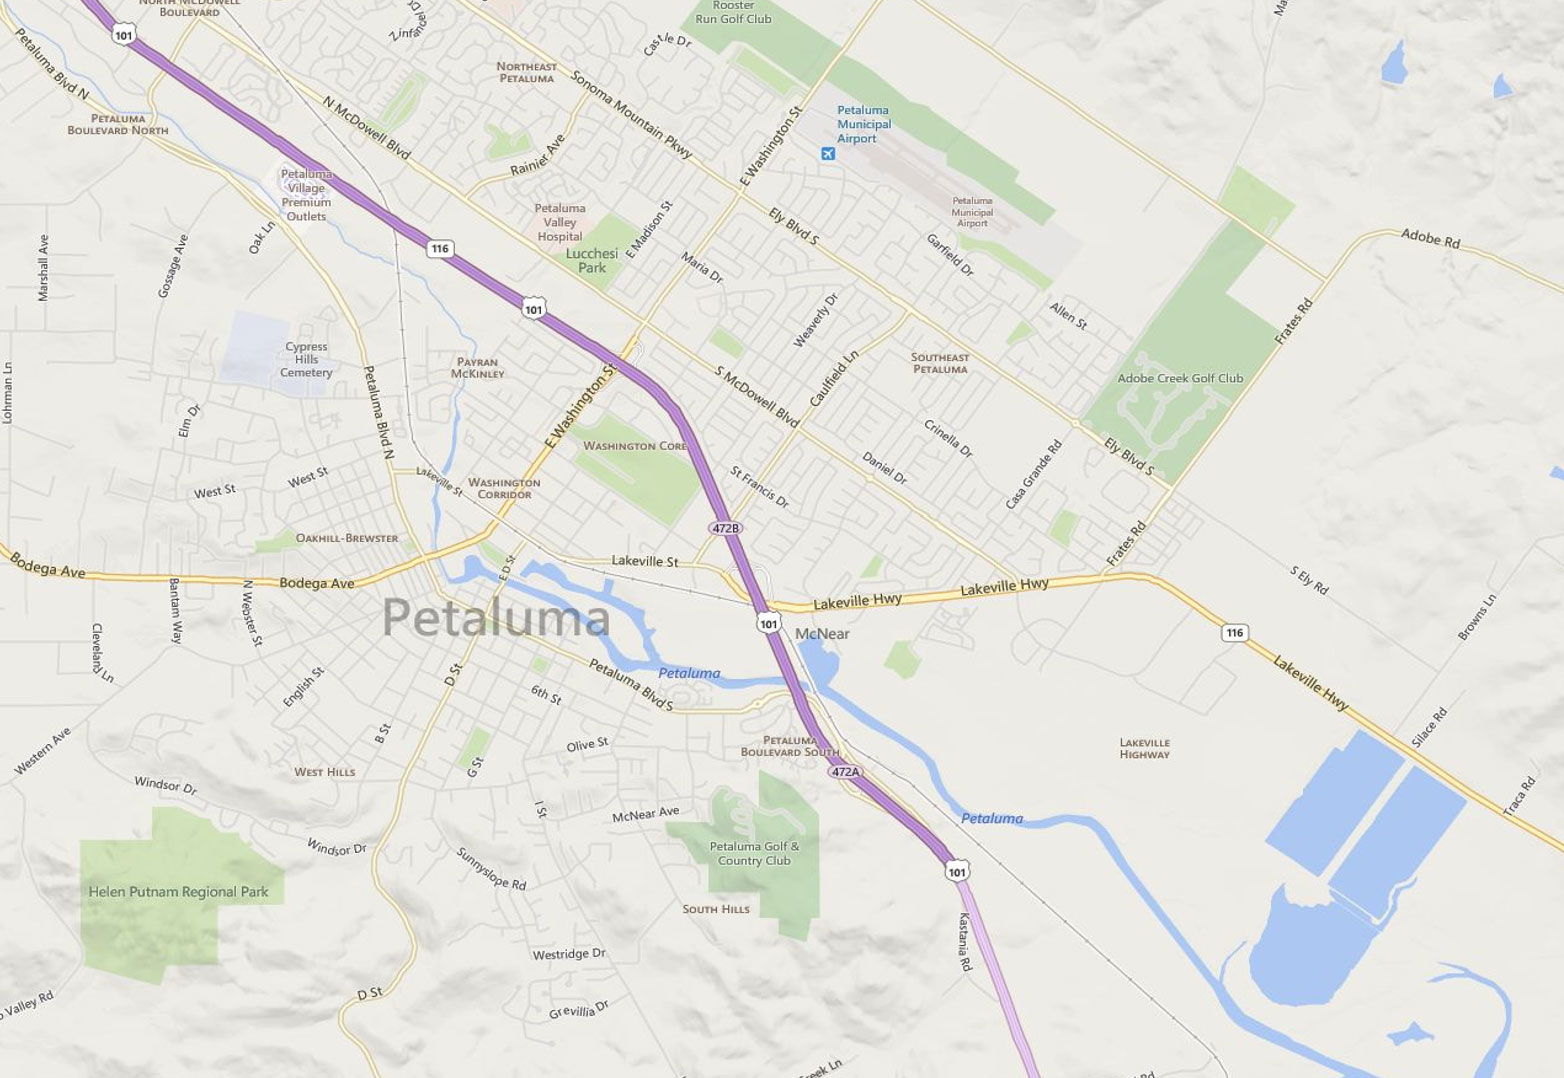 NORTH MCDOWELL
BOULEVARD
Rooster
Run Golf Club
101
Castle Dr
Petaluma Blvd N
NORTHEAST
PETALUMA
Sonoma Mountain Pkwy
N McDowell Blvd
PETALUMA
BOULEVARD NORTH
Petaluma
Municipal
Airport
E Washington St
Rainier Ave
Petaluma
Village
Premium
Outlets
Petaluma
Valley
Hospital
E Madison St
Ely Blvd S
Petaluma
Municipal
Airport
Oak Ln
Marshall Ave
Gossage Ave
116
Lucchesi
Park
Maria Dr
Garfield Dr
Adobe Rd
101
Weaverly Dr
Allen St
Frates Rd
Cypress
Hills
Cemetery
PAYRAN
MCKINLEY
SOUTHEAST
PETALUMA
Lohrman Ln
Elm Dr
Petaluma Blvd N
E Washington St
S McDowell Blvd
Caulfield Ln
Adobe Creek Golf Club
WASHINGTON CORE
Crinella Dr
Ely Blvd S
West St
West St
Lakeville St
WASHINGTON
CORRIDOR
St Francis Dr
Daniel Dr
Casa Grande Rd
OAKHILL-BREWSTER
472B
Frates Rd
Bodega Ave
Bodega Ave
E D St
Lakeville St
Lakeville Hwy
Lakeville Hwy
S Ely Rd
Bantam Way
N Webster St
Petaluma
101
McNear
116
Browns Ln
Cleveland Ln
English St
D St
Petaluma Blvd S
Petaluma
Lakeville Hwy
6th St
Western Ave
B St
Olive St
PETALUMA
BOULEVARD SOUTH
LAKEVILLE
HIGHWAY
Silace Rd
WEST HILLS
G St
472A
Windsor Dr
I St
McNear Ave
Petaluma
Traca Rd
Windsor Dr
Sunnyslope Rd
Petaluma Golf &
Country Club
101
Helen Putnam Regional Park
SOUTH HILLS
Kastania Rd
Westridge Dr
D St
Valley Rd
Grevillia Dr